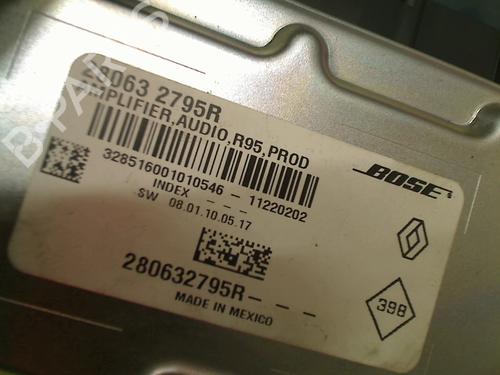 28063 2795R
AMPLIFIER,AUDIO,R95,PROD
328516001010546 - 11220202
INDEX - - -
SW 08.01.10.05.17
BOSE
280632795R- - -
398
MADE IN MEXICO